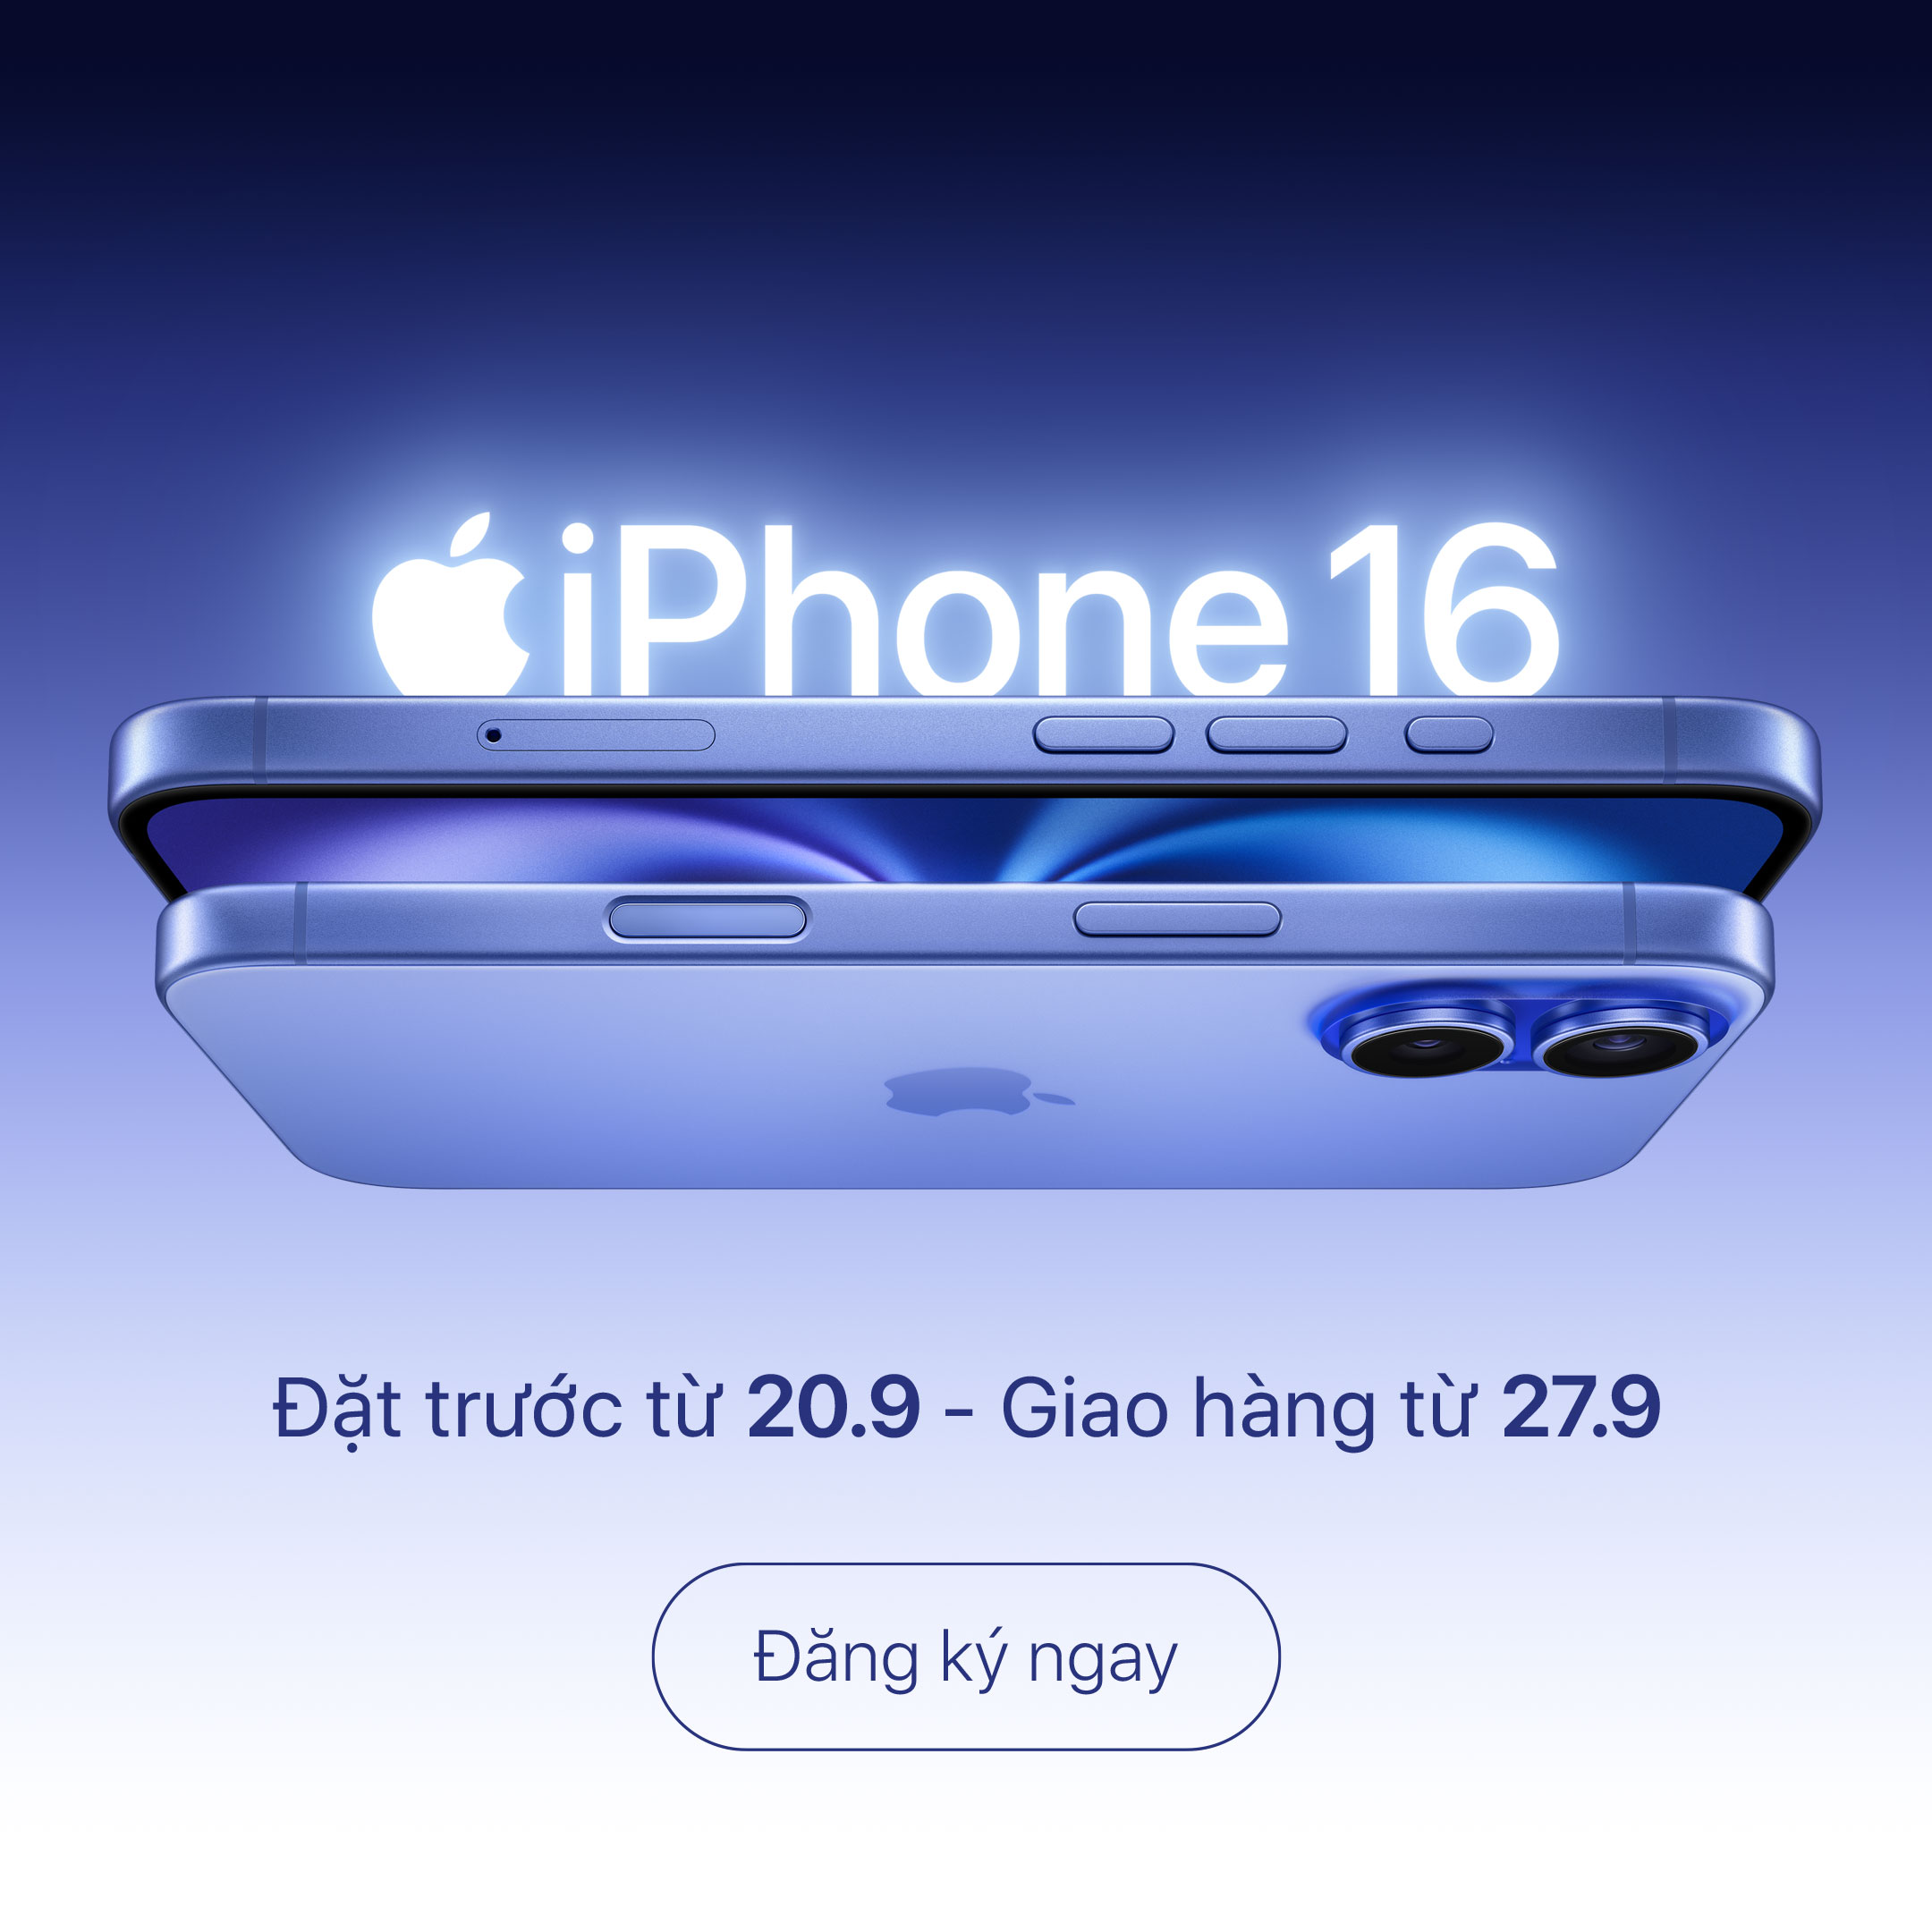 iPhone 16
Đặt trước từ 20.9 - Giao hàng từ 27.9
Đăng ký ngay